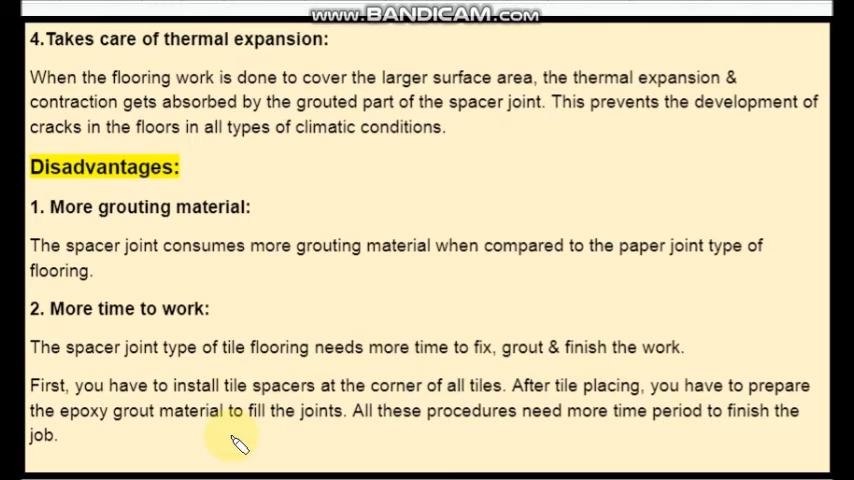 www.BANDICAM.com
4.Takes care of thermal expansion:
When the flooring work is done to cover the larger surface area, the thermal expansion &
contraction gets absorbed by the grouted part of the spacer joint. This prevents the development of
cracks in the floors in all types of climatic conditions.
Disadvantages:
1. More grouting material:
The spacer joint consumes more grouting material when compared to the paper joint type of
flooring.
2. More time to work:
The spacer joint type of tile flooring needs more time to fix, grout & finish the work.
First, you have to install tile spacers at the corner of all tiles. After tile placing, you have to prepare
the epoxy grout material to fill the joints. All these procedures need more time period to finish the
job.